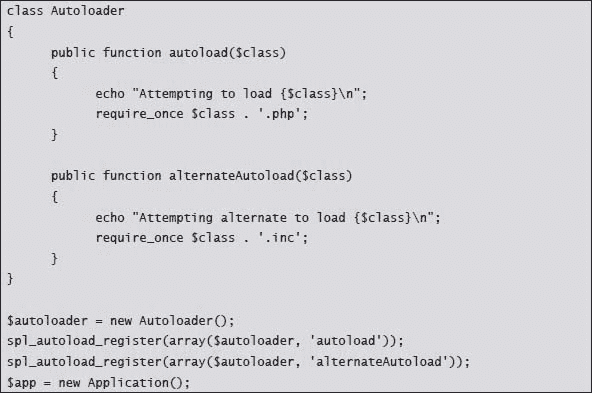 class Autoloader
{
public function autoload($class)
{
echo "Attempting to load {$class}\n";
require_once $class . '.php';
}
public function alternateAutoload($class)
{
echo "Attempting alternate to load {$class}\n";
require_once $class . '.inc';
}
}
$autoloader = new Autoloader();
spl_autoload_register(array($autoloader, 'autoload'));
spl_autoload_register(array($autoloader, 'alternateAutoload'));
$app = new Application();